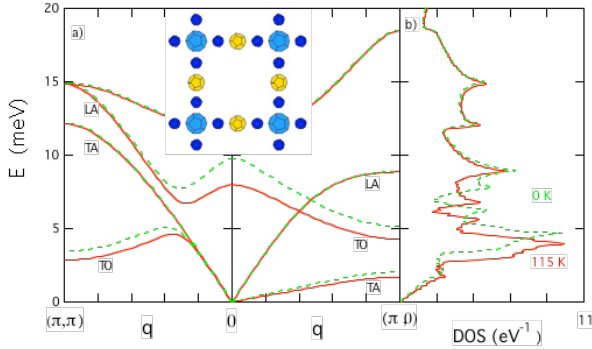 20
a)
b)
15
LA
TA
E (meV)
10
LA
0 K
5
TO
TO
115 K
TA
0
(π,π)
q
0
q
(π,0)
DOS (eV⁻¹)
11